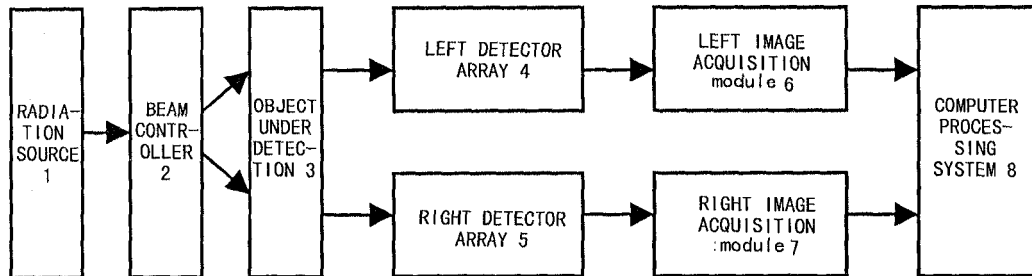 RADIA-
TION
SOURCE
1
BEAM
CONTR-
OLLER
2
OBJECT
UNDER
DETEC-
TION 3
LEFT DETECTOR
ARRAY 4
LEFT IMAGE
ACQUISITION
module 6
RIGHT DETECTOR
ARRAY 5
RIGHT IMAGE
ACQUISITION
module 7
COMPUTER
PROCES-
SING
SYSTEM 8